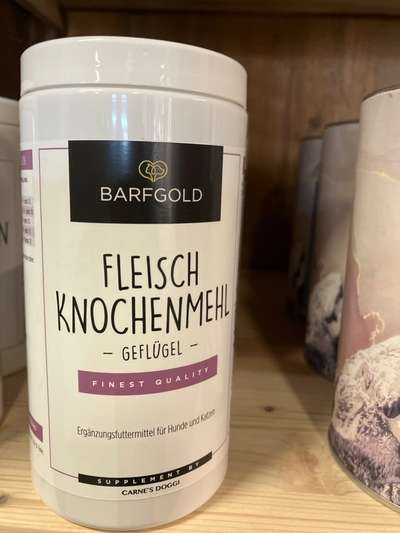 BARFGOLD
FLEISCH
KNOCHENMEHL
– GEFLÜGEL –
FINEST QUALITY
Ergänzungsfuttermittel für Hunde und Katzen
SUPPLEMENT BY
CARNE'S DOGGI